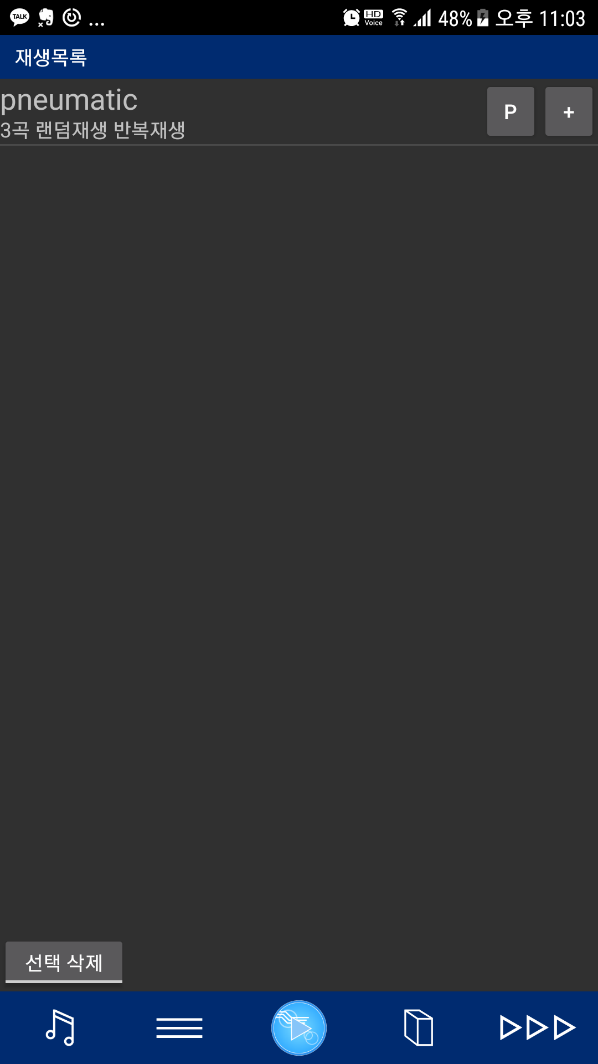 TALK
... HD Voice 48% 오후 11:03
재생목록
pneumatic
3곡 랜덤재생 반복재생
P +
선택 삭제